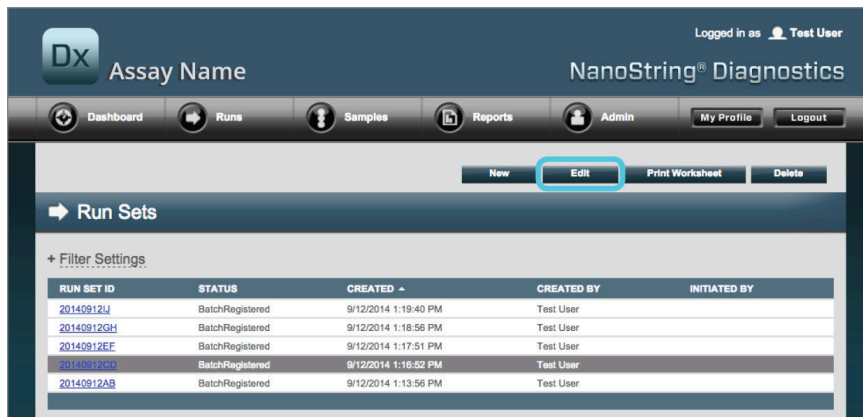 Logged in as Test User
Dx Assay Name
NanoString® Diagnostics
Dashboard Runs Samples Reports Admin My Profile Logout
New Edit Print Worksheet Delete
Run Sets
+ Filter Settings
RUN SET ID STATUS CREATED CREATED BY INITIATED BY
20140912IJ BatchRegistered 9/12/2014 1:19:40 PM Test User
20140912GH BatchRegistered 9/12/2014 1:18:56 PM Test User
20140912EF BatchRegistered 9/12/2014 1:17:51 PM Test User
20140912CD BatchRegistered 9/12/2014 1:16:52 PM Test User
20140912AB BatchRegistered 9/12/2014 1:13:56 PM Test User